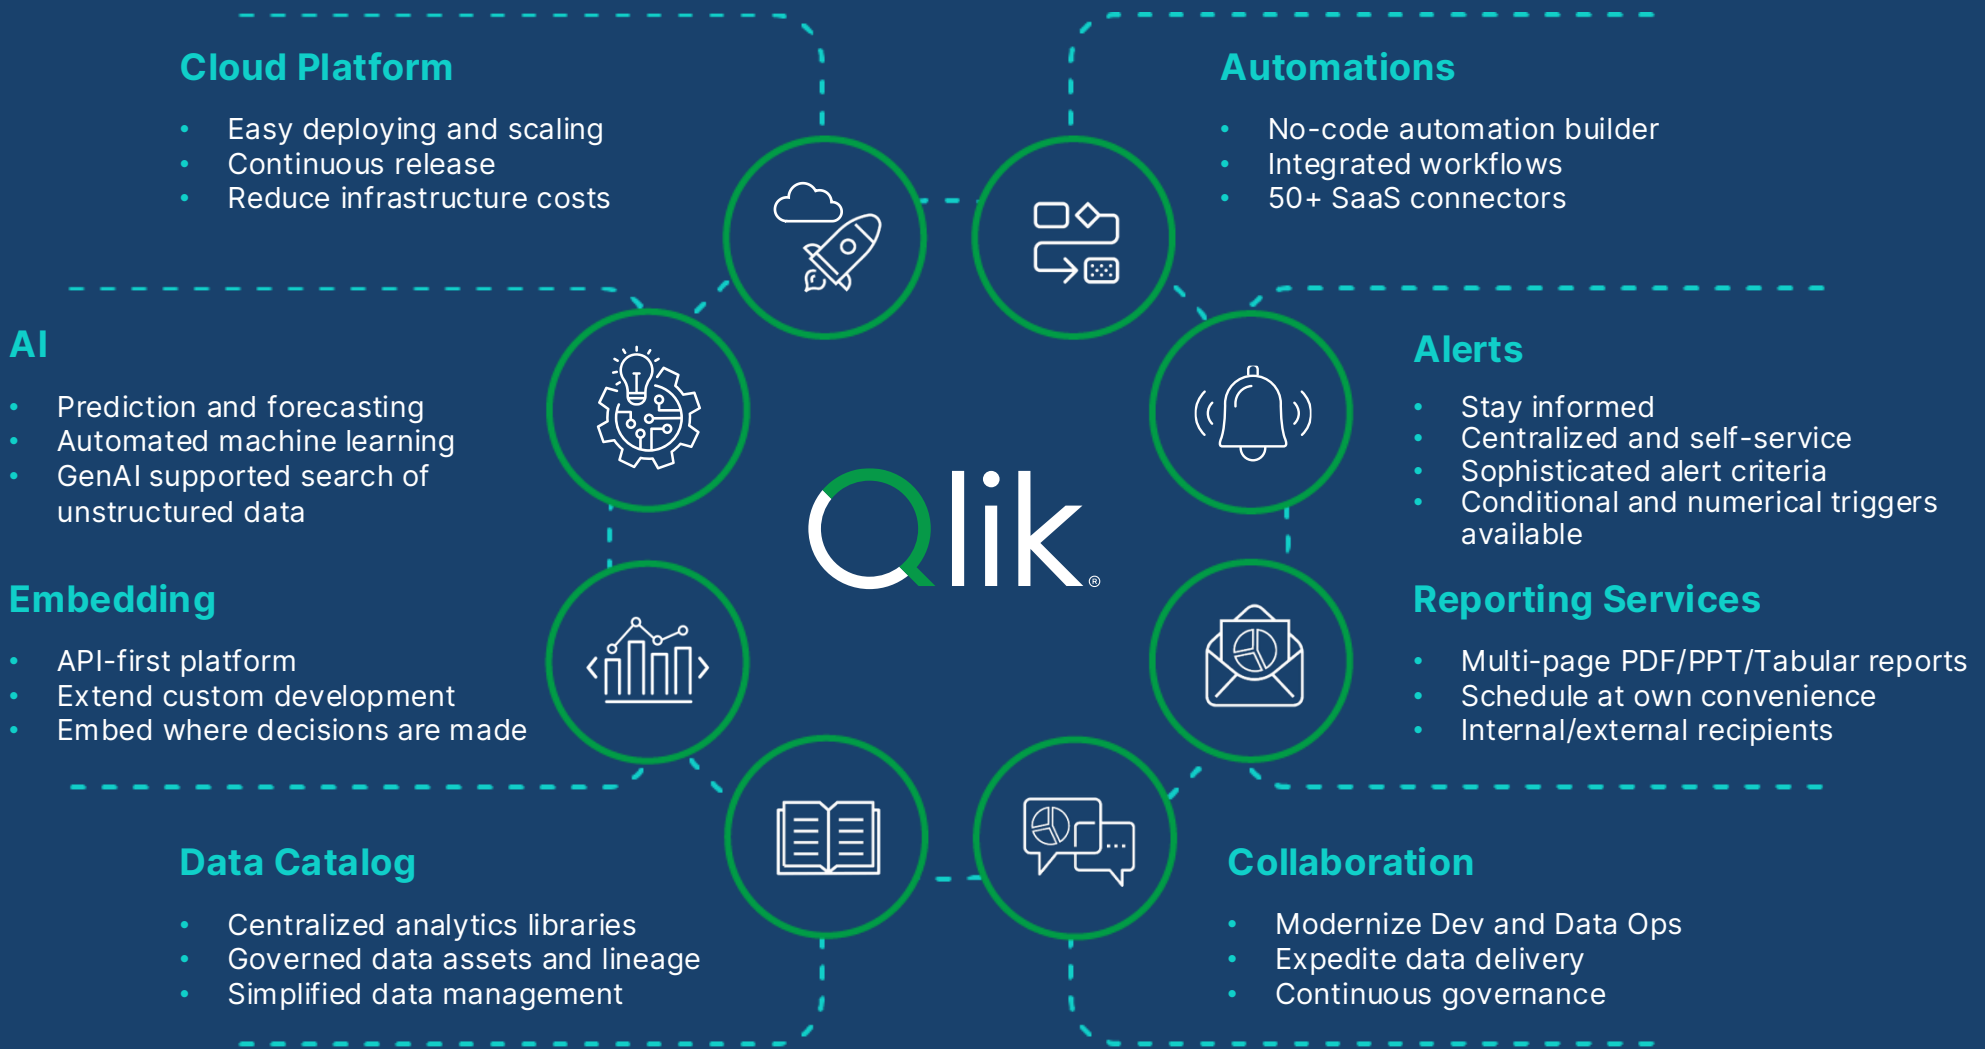 Cloud Platform
• Easy deploying and scaling
• Continuous release
• Reduce infrastructure costs
Automations
• No-code automation builder
• Integrated workflows
• 50+ SaaS connectors
AI
• Prediction and forecasting
• Automated machine learning
• GenAI supported search of
unstructured data
Alerts
• Stay informed
• Centralized and self-service
• Sophisticated alert criteria
• Conditional and numerical triggers
available
Qlik®
Embedding
• API-first platform
• Extend custom development
• Embed where decisions are made
Reporting Services
• Multi-page PDF/PPT/Tabular reports
• Schedule at own convenience
• Internal/external recipients
Data Catalog
• Centralized analytics libraries
• Governed data assets and lineage
• Simplified data management
Collaboration
• Modernize Dev and Data Ops
• Expedite data delivery
• Continuous governance